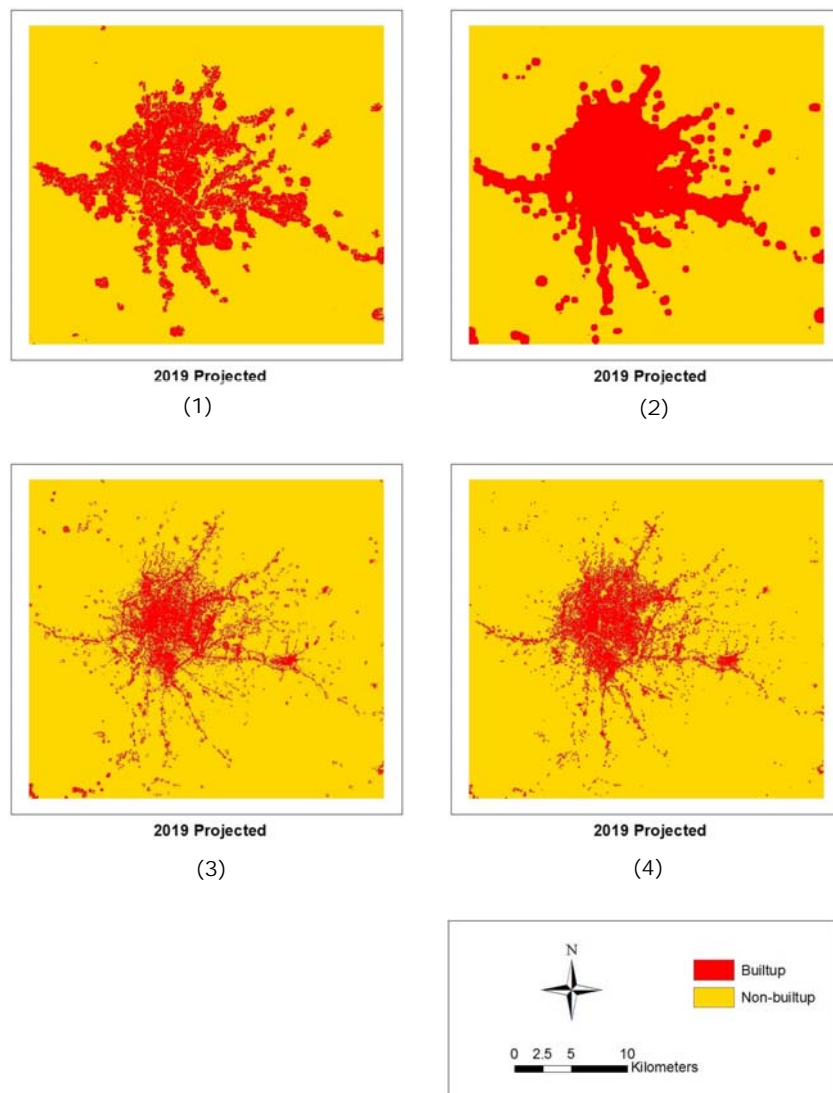 2019 Projected
(1)
2019 Projected
(2)
2019 Projected
(3)
2019 Projected
(4)
N
Builtup
Non-builtup
0 2.5 5 10
Kilometers